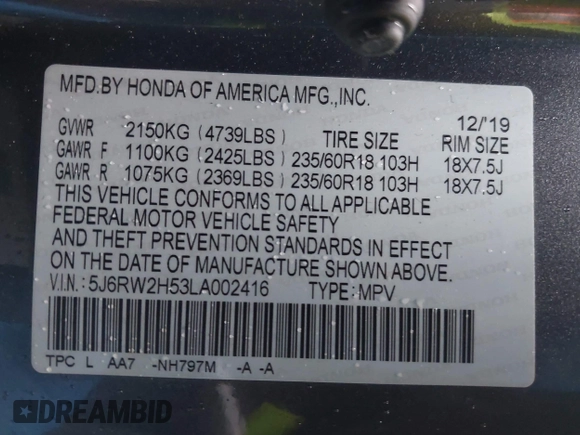 MFD.BY HONDA OF AMERICA MFG.,INC.
12/'19
GVWR 2150KG (4739LBS) TIRE SIZE RIM SIZE
GAWR F 1100KG (2425LBS) 235/60R18 103H 18X7.5J
GAWR R 1075KG (2369LBS) 235/60R18 103H 18X7.5J
THIS VEHICLE CONFORMS TO ALL APPLICABLE
FEDERAL MOTOR VEHICLE SAFETY
AND THEFT PREVENTION STANDARDS IN EFFECT
ON THE DATE OF MANUFACTURE SHOWN ABOVE.
V.I.N.: 5J6RW2H53LA002416 TYPE: MPV
TPC L AA7 -NH797M -A -A
DREAMBID